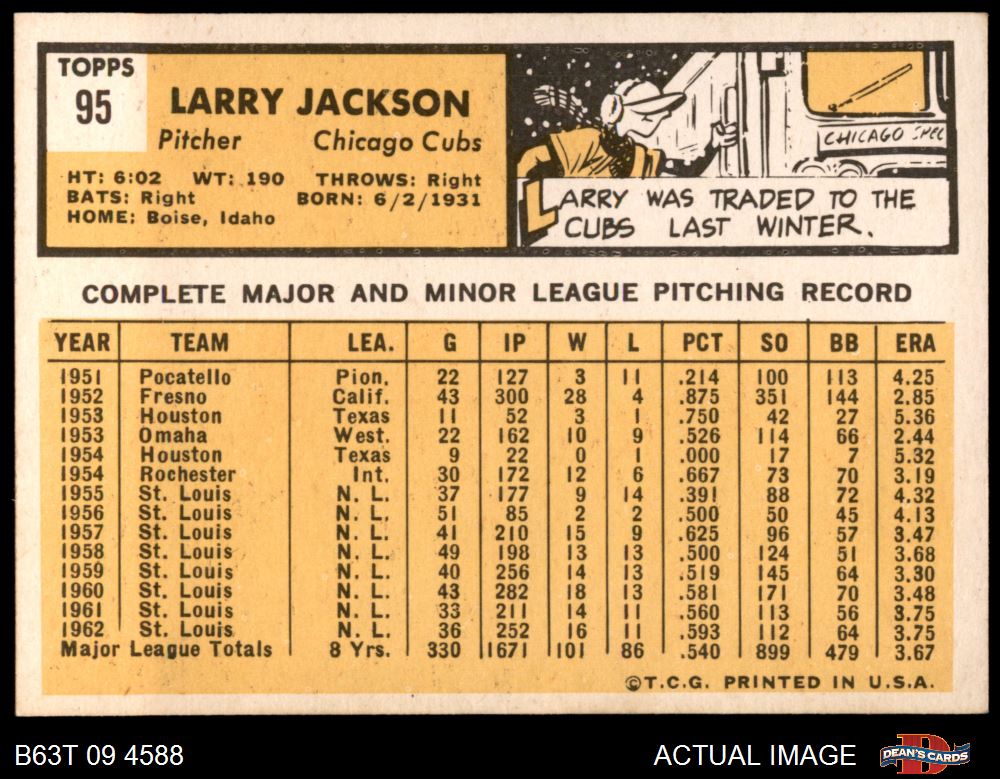 TOPPS
95
LARRY JACKSON
Pitcher Chicago Cubs
HT: 6:02 WT: 190 THROWS: Right
BATS: Right BORN: 6/2/1931
HOME: Boise, Idaho
CHICAGO SPEC
LARRY WAS TRADED TO THE
CUBS LAST WINTER.
COMPLETE MAJOR AND MINOR LEAGUE PITCHING RECORD
YEAR TEAM LEA. G IP W L PCT SO BB ERA
1951 Pocatello Pion. 22 127 3 11 .214 100 113 4.25
1952 Fresno Calif. 43 300 28 4 .875 351 144 2.85
1953 Houston Texas 11 52 3 1 .750 42 27 5.36
1953 Omaha West. 22 162 10 9 .526 114 66 2.44
1954 Houston Texas 9 22 0 1 .000 17 7 5.32
1954 Rochester Int. 30 172 12 6 .667 73 70 3.19
1955 St. Louis N. L. 37 177 9 14 .391 88 72 4.32
1956 St. Louis N. L. 51 85 2 2 .500 50 45 4.13
1957 St. Louis N. L. 41 210 15 9 .625 96 57 3.47
1958 St. Louis N. L. 49 198 13 13 .500 124 51 3.68
1959 St. Louis N. L. 40 256 14 13 .519 145 64 3.30
1960 St. Louis N. L. 43 282 18 13 .581 171 70 3.48
1961 St. Louis N. L. 33 211 14 11 .560 113 56 3.75
1962 St. Louis N. L. 36 252 16 11 .593 112 64 3.75
Major League Totals 8 Yrs. 330 1671 101 86 .540 899 479 3.67
©T.C.G. PRINTED IN U.S.A.
B63T 09 4588 ACTUAL IMAGE DEAN'S CARDS